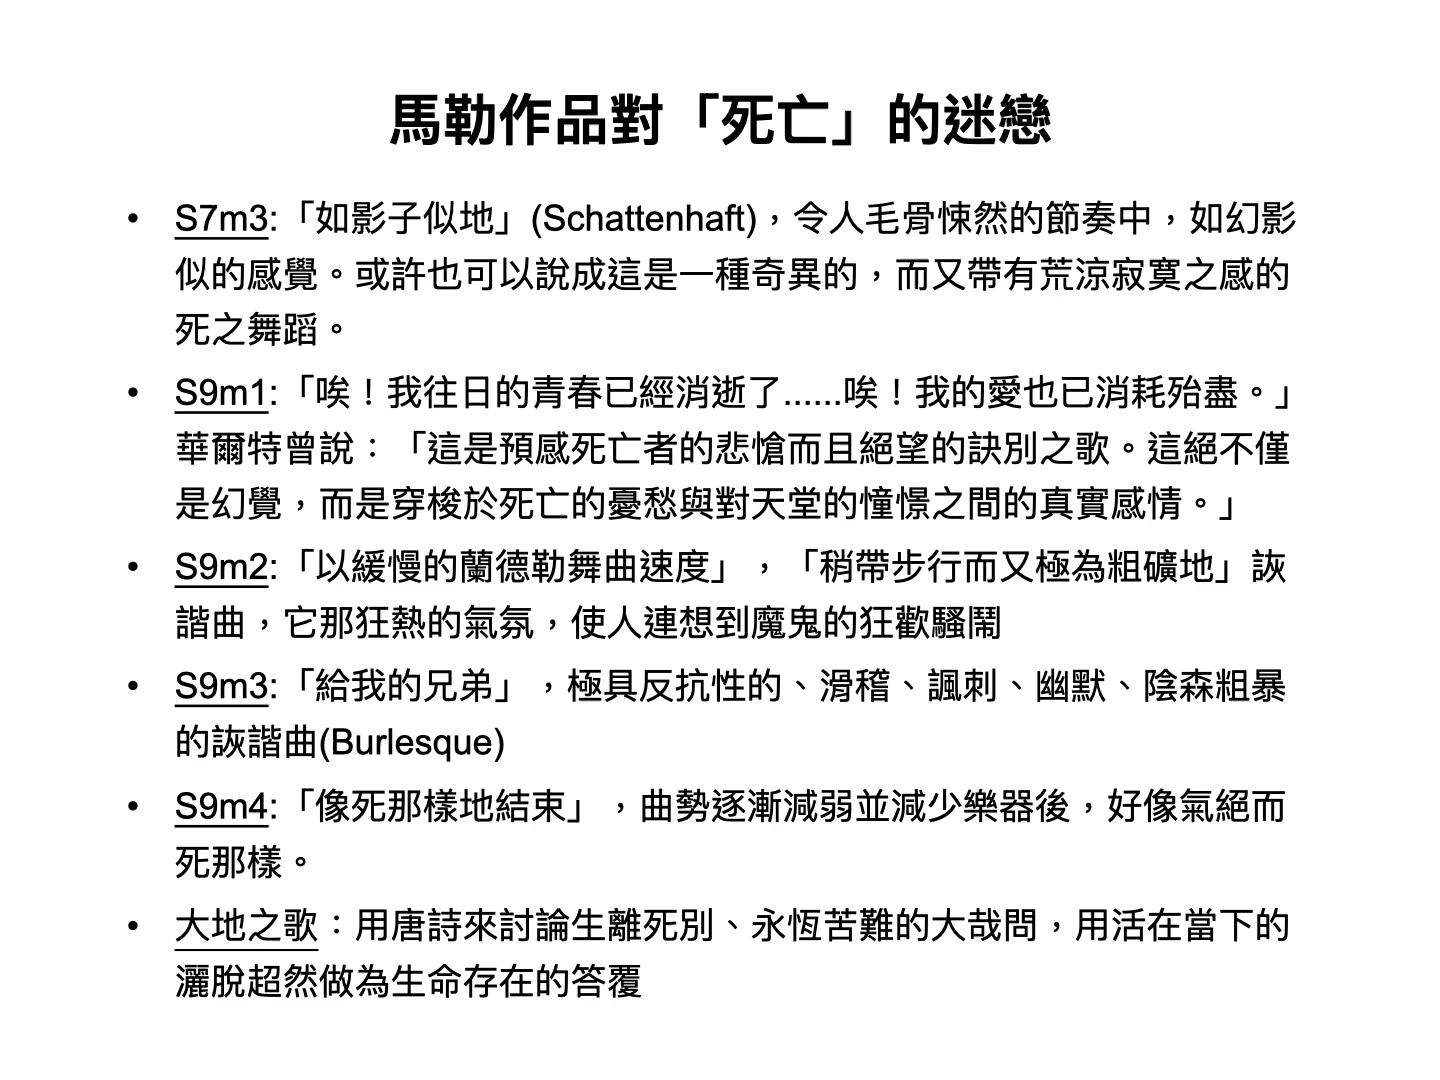 馬勒作品對「死亡」的迷戀
• S7m3:「如影子似地」(Schattenhaft)，令人毛骨悚然的節奏中，如幻影
似的感覺。或許也可以說成這是一種奇異的，而又帶有荒涼寂寞之感的
死之舞蹈。
• S9m1:「唉！我往日的青春已經消逝了......唉！我的愛也已消耗殆盡。」
華爾特曾說：「這是預感死亡者的悲愴而且絕望的訣別之歌。這絕不僅
是幻覺，而是穿梭於死亡的憂愁與對天堂的憧憬之間的真實感情。」
• S9m2:「以緩慢的蘭德勒舞曲速度」，「稍帶步行而又極為粗礦地」詼
諧曲，它那狂熱的氣氛，使人連想到魔鬼的狂歡騷鬧
• S9m3:「給我的兄弟」，極具反抗性的、滑稽、諷刺、幽默、陰森粗暴
的詼諧曲(Burlesque)
• S9m4:「像死那樣地結束」，曲勢逐漸減弱並減少樂器後，好像氣絕而
死那樣。
• 大地之歌：用唐詩來討論生離死別、永恆苦難的大哉問，用活在當下的
灑脫超然做為生命存在的答覆